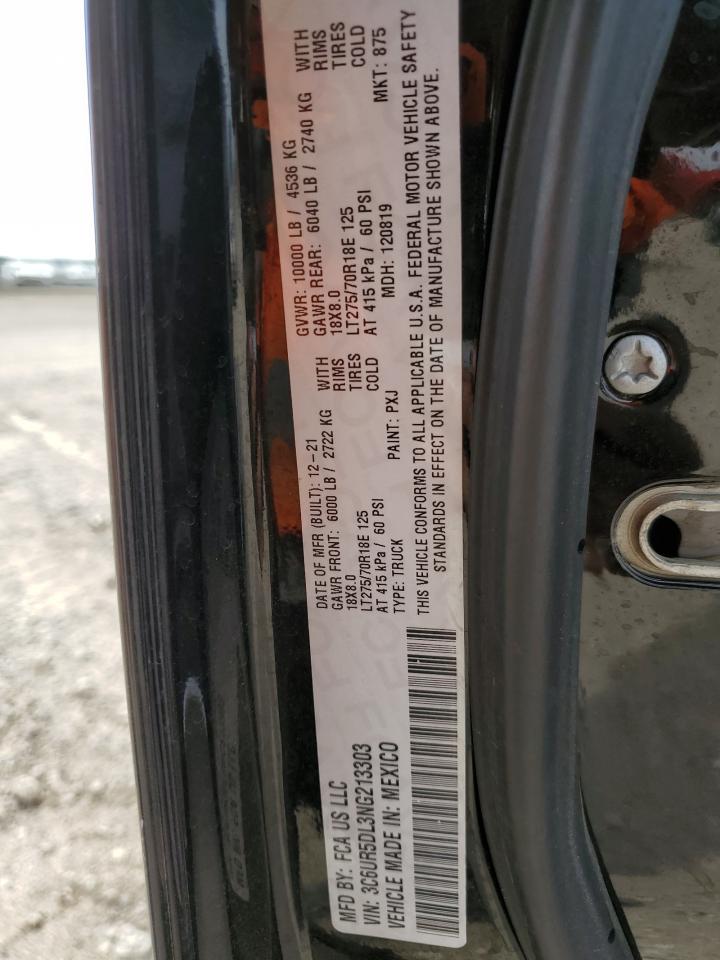 MFD BY: FCA US LLC
VIN: 3C6UR5DL3NG213303
VEHICLE MADE IN: MEXICO
DATE OF MFR (BUILT): 12-21
GVWR: 10000 LB / 4536 KG
GAWR FRONT: 6000 LB / 2722 KG WITH
18X8.0 RIMS
LT275/70R18E 125 TIRES
AT 415 kPa / 60 PSI COLD
GAWR REAR: 6040 LB / 2740 KG WITH
18X8.0 RIMS
LT275/70R18E 125 TIRES
AT 415 kPa / 60 PSI COLD
TYPE: TRUCK PAINT: PXJ MDH: 120819 MKT: 875
THIS VEHICLE CONFORMS TO ALL APPLICABLE U.S.A. FEDERAL MOTOR VEHICLE SAFETY
STANDARDS IN EFFECT ON THE DATE OF MANUFACTURE SHOWN ABOVE.